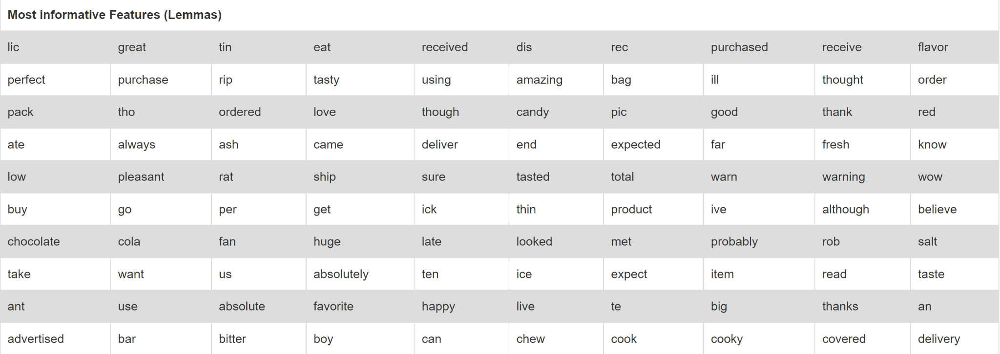 Most informative Features (Lemmas)
lic great tin eat received dis rec purchased receive flavor
perfect purchase rip tasty using amazing bag ill thought order
pack tho ordered love though candy pic good thank red
ate always ash came deliver end expected far fresh know
low pleasant rat ship sure tasted total warn warning wow
buy go per get ick thin product ive although believe
chocolate cola fan huge late looked met probably rob salt
take want us absolutely ten ice expect item read taste
ant use absolute favorite happy live te big thanks an
advertised bar bitter boy can chew cook cooky covered delivery